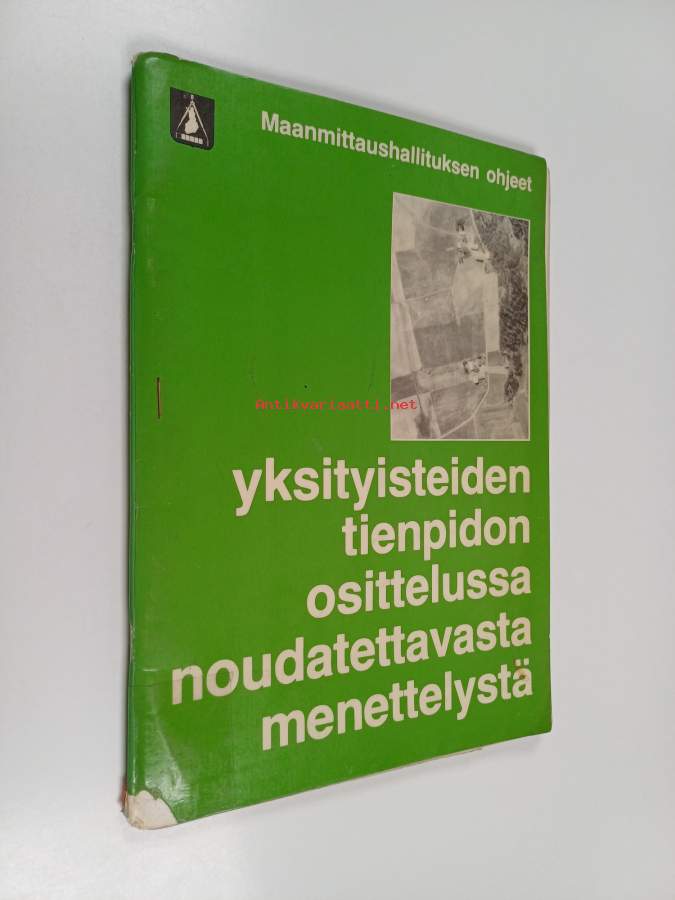 Maanmittaushallituksen ohjeet
Antikvariaatti.net
yksityisteiden
tienpidon
osittelussa
noudatettavasta
menettelystä